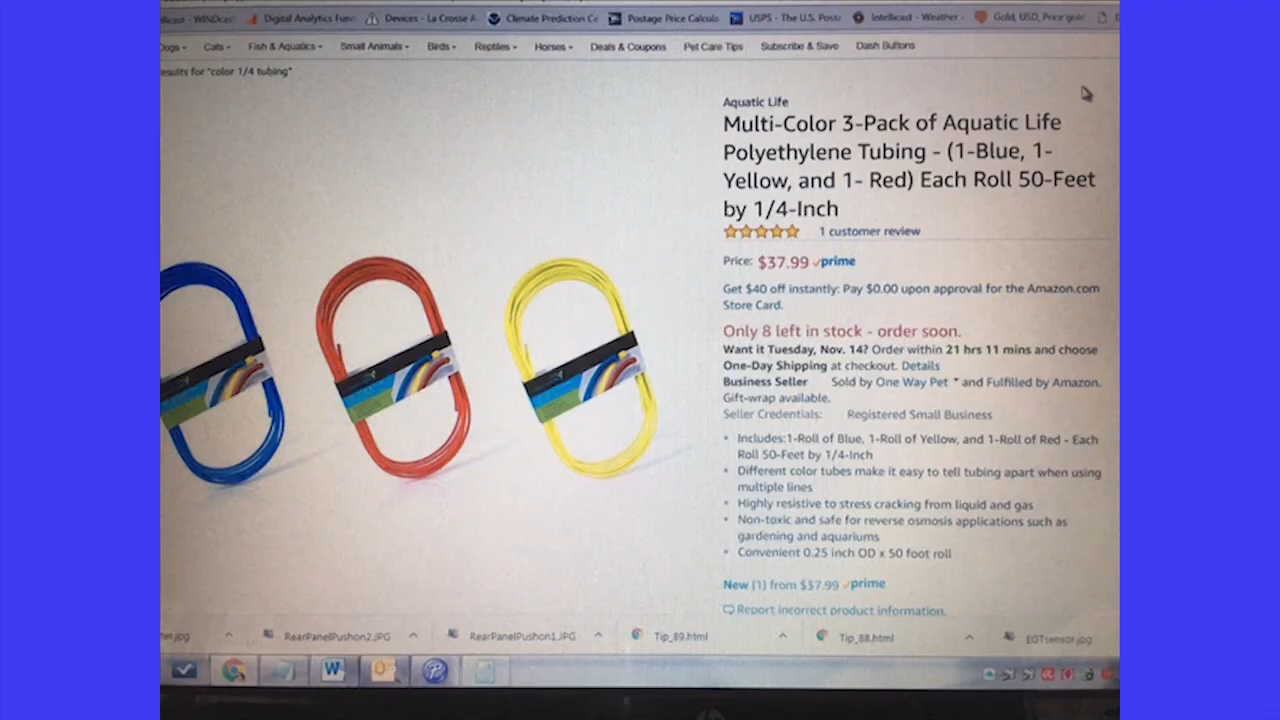 Digital Analytics Func
Devices - La Crosse A
Climate Prediction Ce
Postage Price Calcula
USPS - The U.S. Posta
Intellicast - Weather
Gold, USD, Price gold
Dogs
Cats
Fish & Aquatics
Small Animals
Birds
Reptiles
Horses
Deals & Coupons
Pet Care Tips
Subscribe & Save
Dash Buttons
esults for "color 1/4 tubing"
Aquatic Life
Multi-Color 3-Pack of Aquatic Life
Polyethylene Tubing - (1-Blue, 1-
Yellow, and 1- Red) Each Roll 50-Feet
by 1/4-Inch
1 customer review
Price: $37.99 prime
Get $40 off instantly: Pay $0.00 upon approval for the Amazon.com
Store Card.
Only 8 left in stock - order soon.
Want it Tuesday, Nov. 14? Order within 21 hrs 11 mins and choose
One-Day Shipping at checkout. Details
Business Seller Sold by One Way Pet and Fulfilled by Amazon.
Gift-wrap available.
Seller Credentials: Registered Small Business
• Includes:1-Roll of Blue, 1-Roll of Yellow, and 1-Roll of Red - Each
Roll 50-Feet by 1/4-Inch
• Different color tubes make it easy to tell tubing apart when using
multiple lines
• Highly resistive to stress cracking from liquid and gas
• Non-toxic and safe for reverse osmosis applications such as
gardening and aquariums
• Convenient 0.25 inch OD x 50 foot roll
New (1) from $37.99 prime
Report incorrect product information.
ter.jpg
RearPanelPushon2.JPG
RearPanelPushon1.JPG
Tip_89.html
Tip_88.html
EGTsensor.jpg